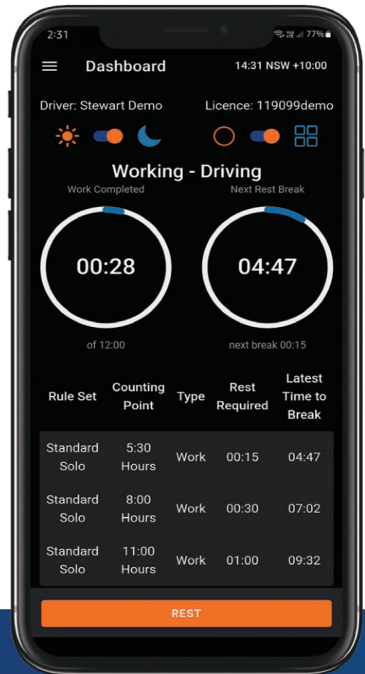 2:31 77%
Dashboard 14:31 NSW +10:00
Driver: Stewart Demo Licence: 119099demo
Working - Driving
Work Completed Next Rest Break
00:28 04:47
of 12:00 next break 00:15
Rule Set Counting Point Type Rest Required Latest Time to Break
Standard Solo 5:30 Hours Work 00:15 04:47
Standard Solo 8:00 Hours Work 00:30 07:02
Standard Solo 11:00 Hours Work 01:00 09:32
REST